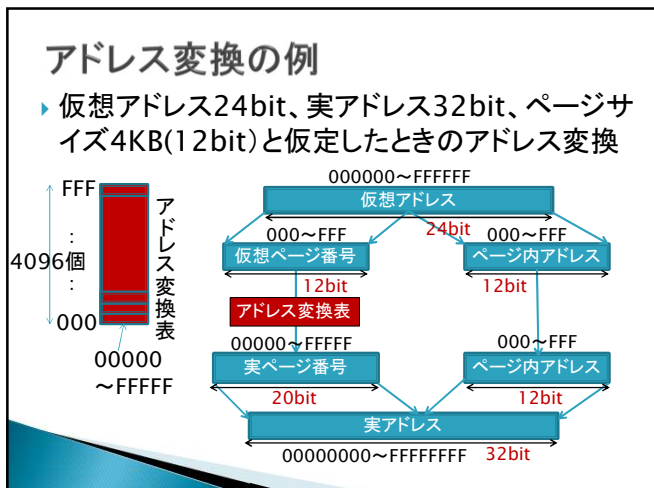 アドレス変換の例
仮想アドレス24bit、実アドレス32bit、ページサ
イズ4KB(12bit)と仮定したときのアドレス変換
FFF
:
4096個
:
000
アドレス変換表
00000
～FFFFF
000000～FFFFFF
仮想アドレス
24bit
000～FFF
仮想ページ番号
12bit
000～FFF
ページ内アドレス
12bit
アドレス変換表
00000～FFFFF
実ページ番号
20bit
000～FFF
ページ内アドレス
12bit
実アドレス
00000000～FFFFFFFF
32bit